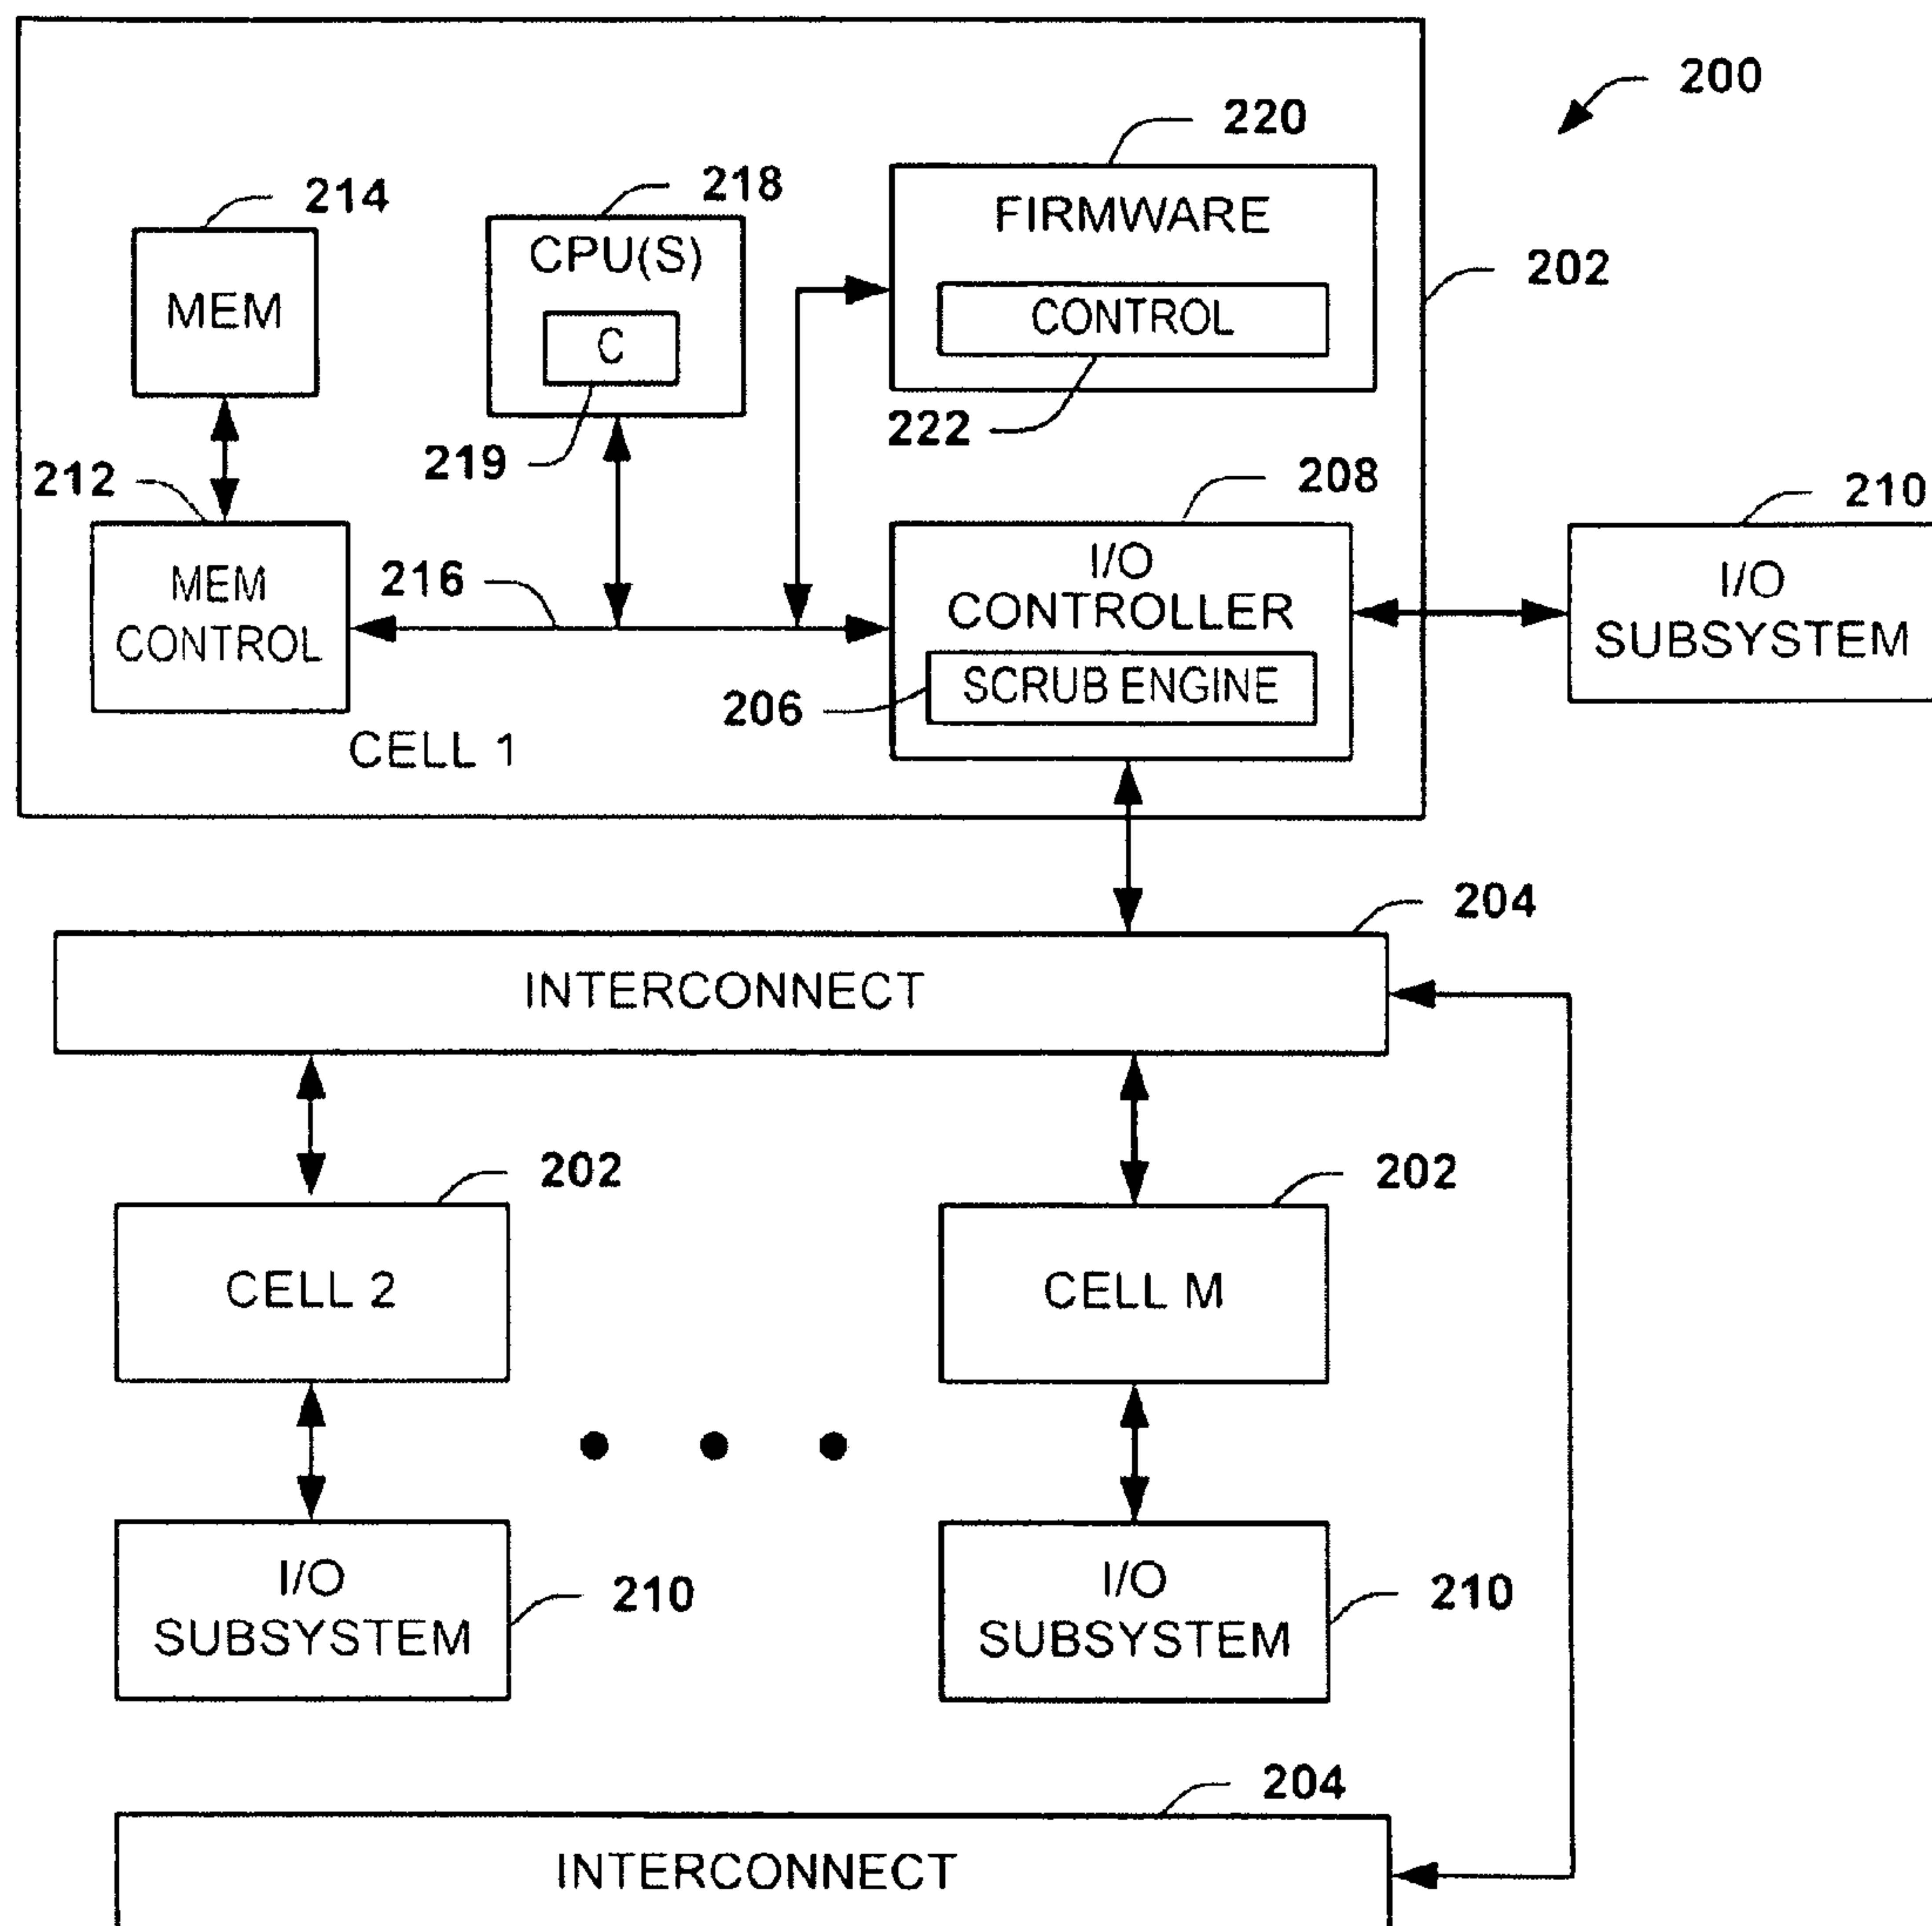 200
220
218
214
FIRMWARE
CPU(S)
202
MEM
CONTROL
C
222
219
212
208
210
I/O
CONTROLLER
MEM
CONTROL
216
I/O
SUBSYSTEM
SCRUB ENGINE
206
CELL 1
204
INTERCONNECT
202
202
CELL 2
CELL M
I/O
SUBSYSTEM
210
I/O
SUBSYSTEM
210
204
INTERCONNECT